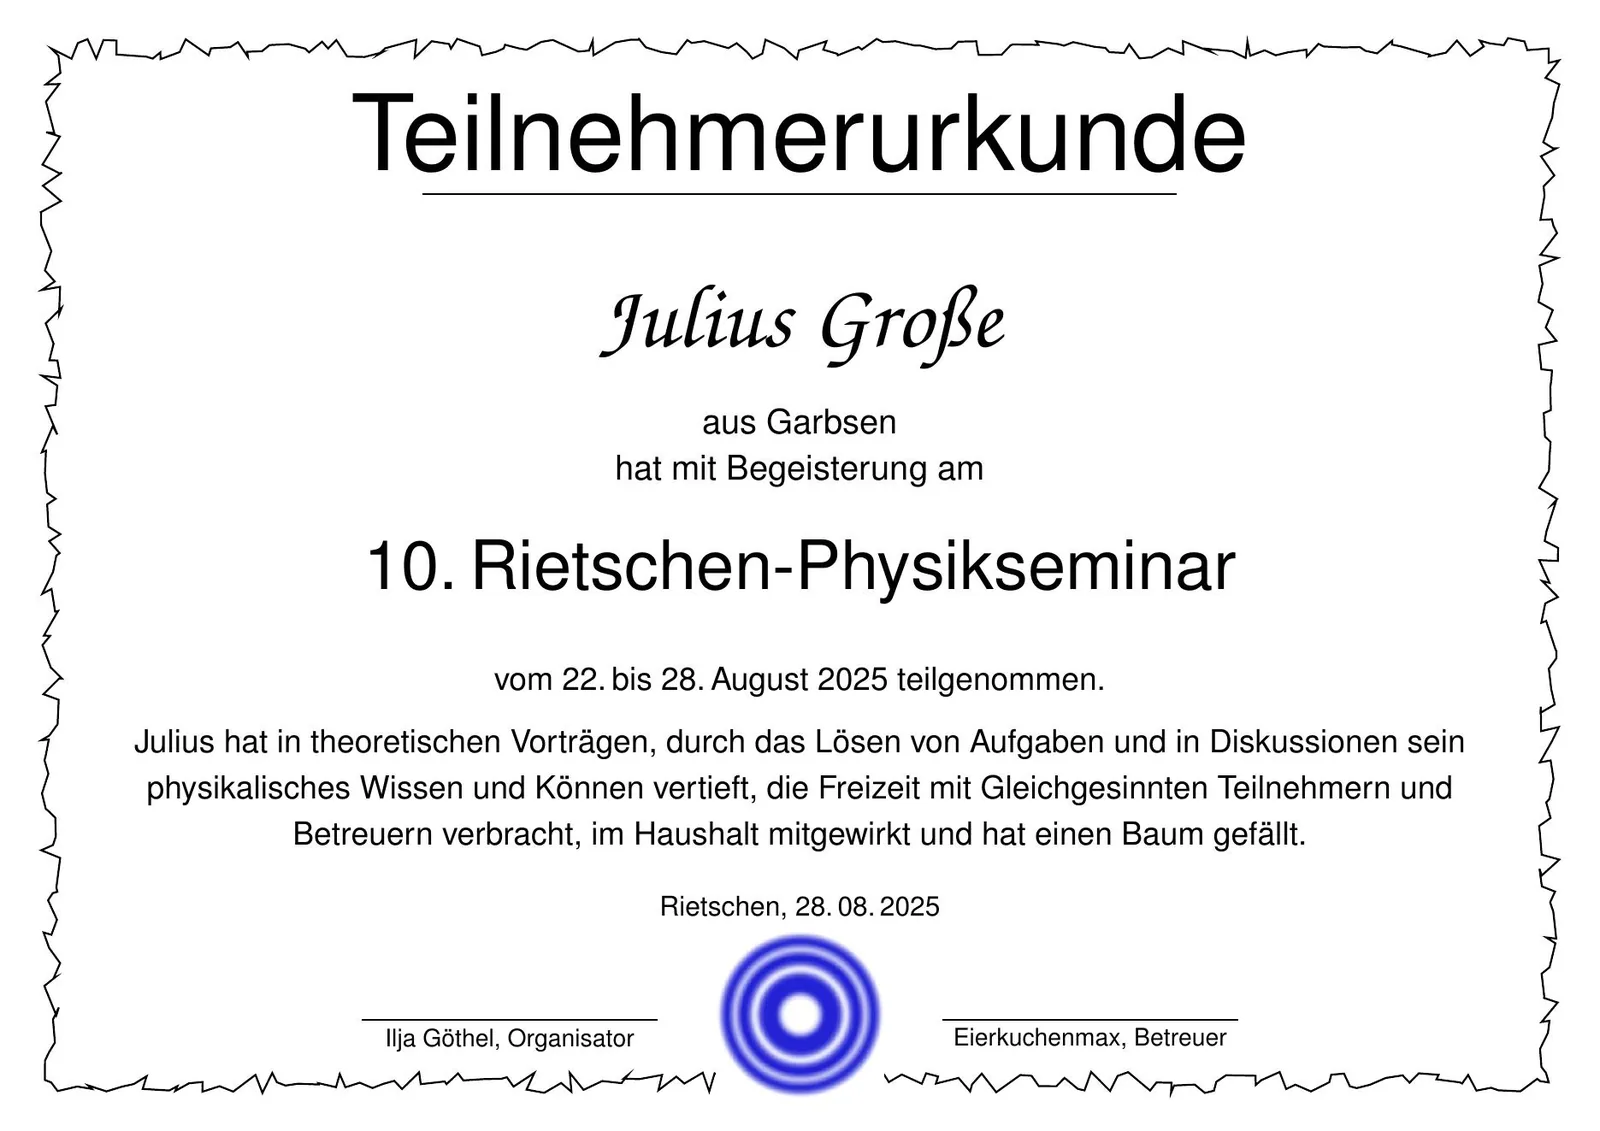 Teilnehmerurkunde
Julius Große
aus Garbsen
hat mit Begeisterung am
10. Rietschen-Physikseminar
vom 22. bis 28. August 2025 teilgenommen.
Julius hat in theoretischen Vorträgen, durch das Lösen von Aufgaben und in Diskussionen sein
physikalisches Wissen und Können vertieft, die Freizeit mit Gleichgesinnten Teilnehmern und
Betreuern verbracht, im Haushalt mitgewirkt und hat einen Baum gefällt.
Rietschen, 28. 08. 2025
Ilja Göthel, Organisator
Eierkuchenmax, Betreuer